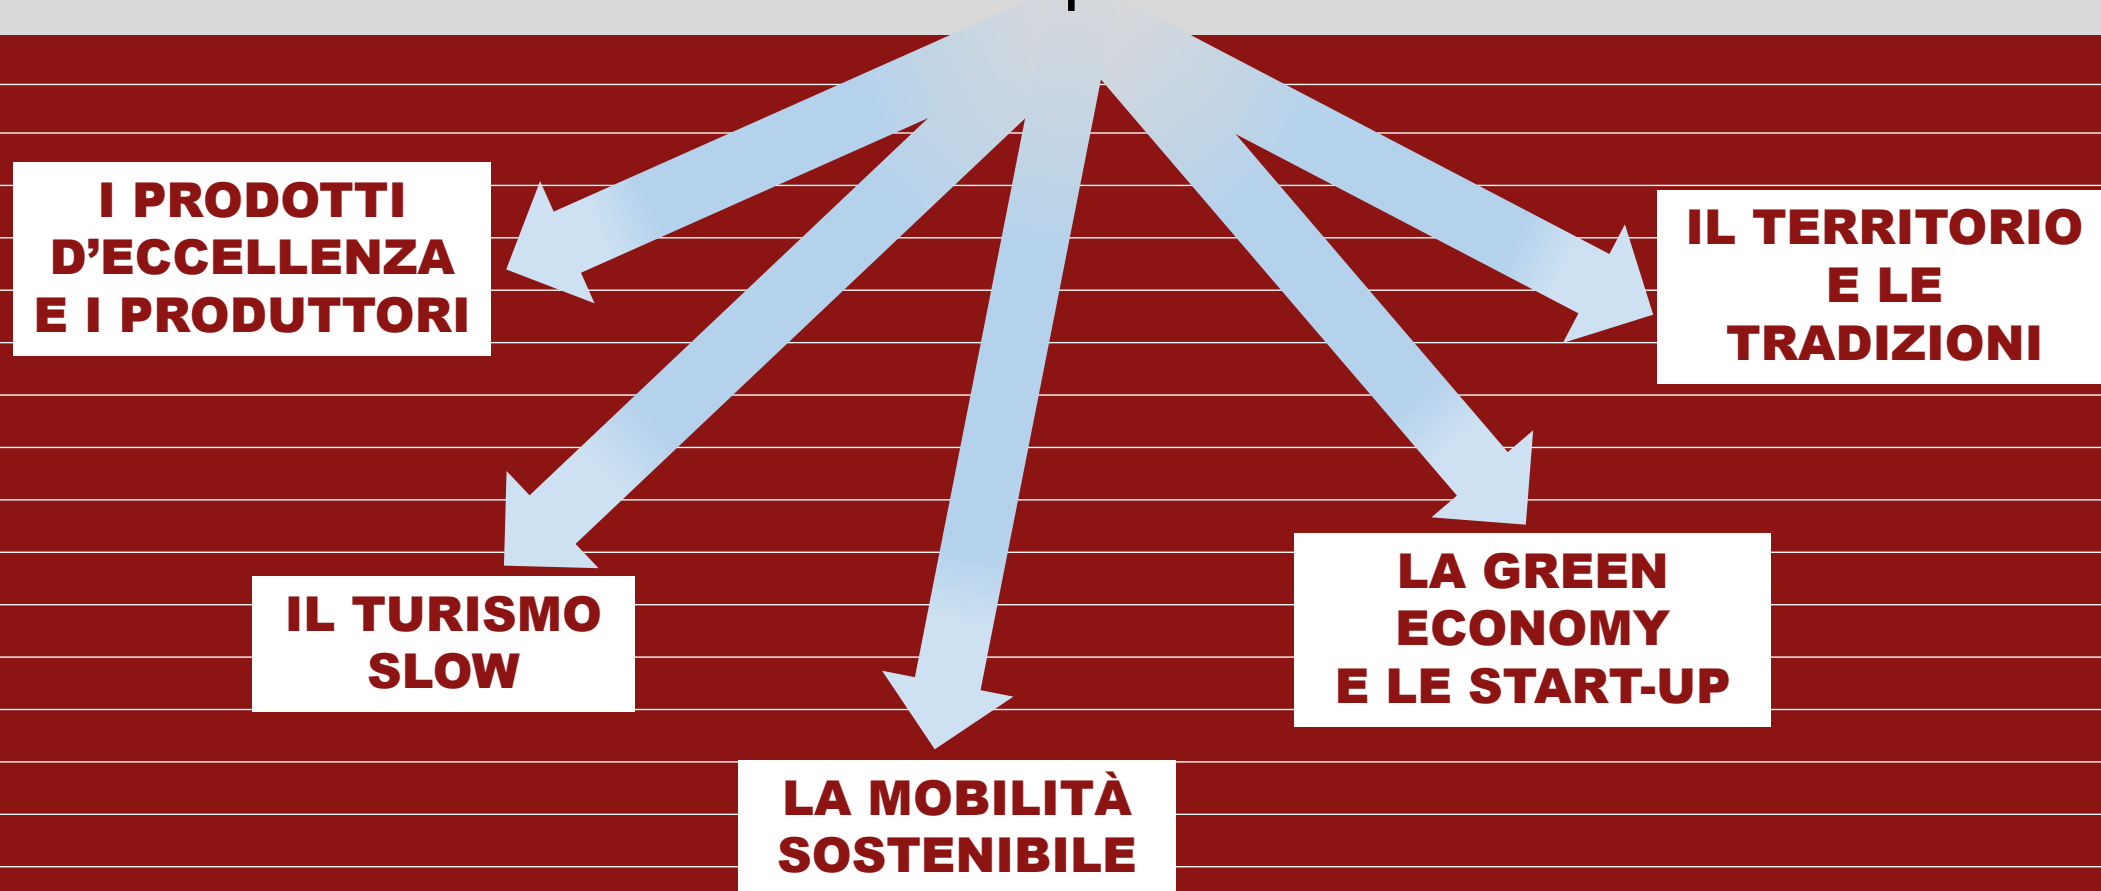 I PRODOTTI
D’ECCELLENZA
E I PRODUTTORI
IL TERRITORIO
E LE
TRADIZIONI
IL TURISMO
SLOW
LA GREEN
ECONOMY
E LE START-UP
LA MOBILITÀ
SOSTENIBILE